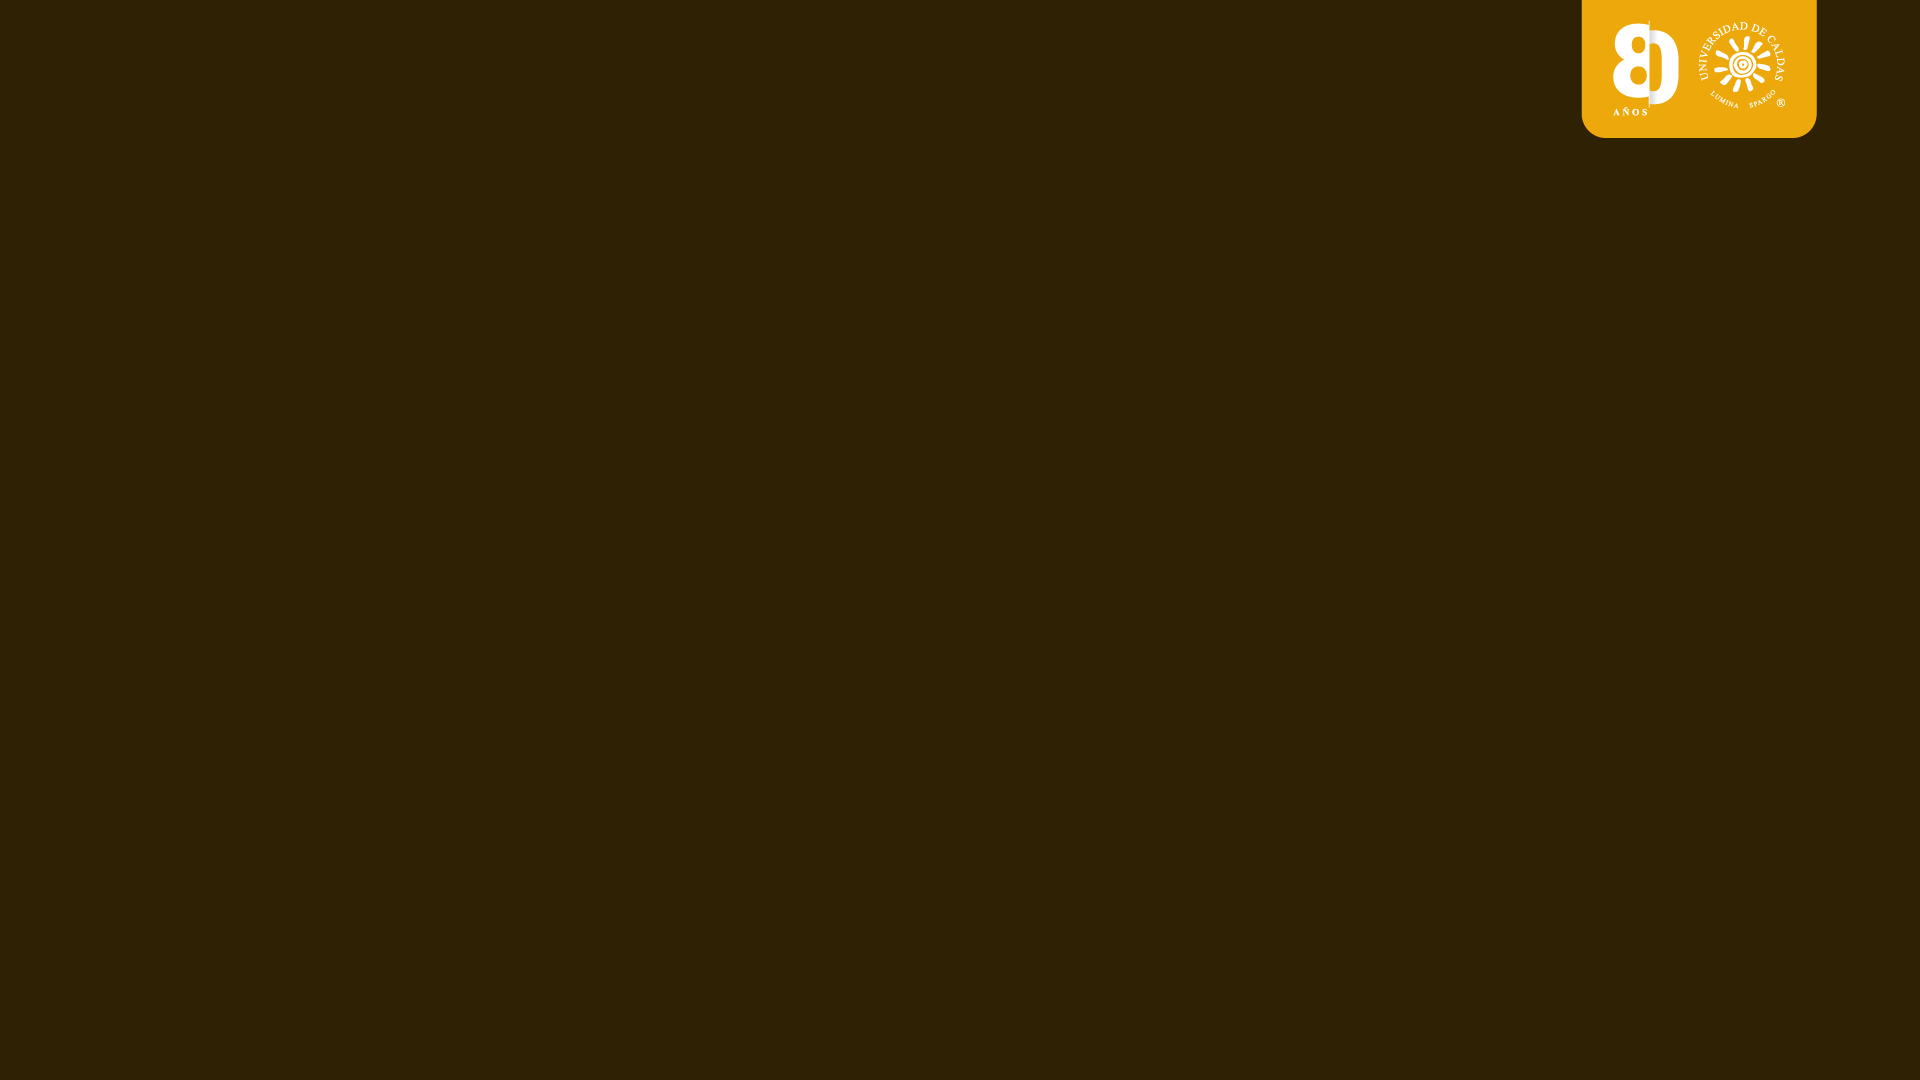 80
AÑOS
UNIVERSIDAD DE CALDAS
LUMINA SPARGO
®